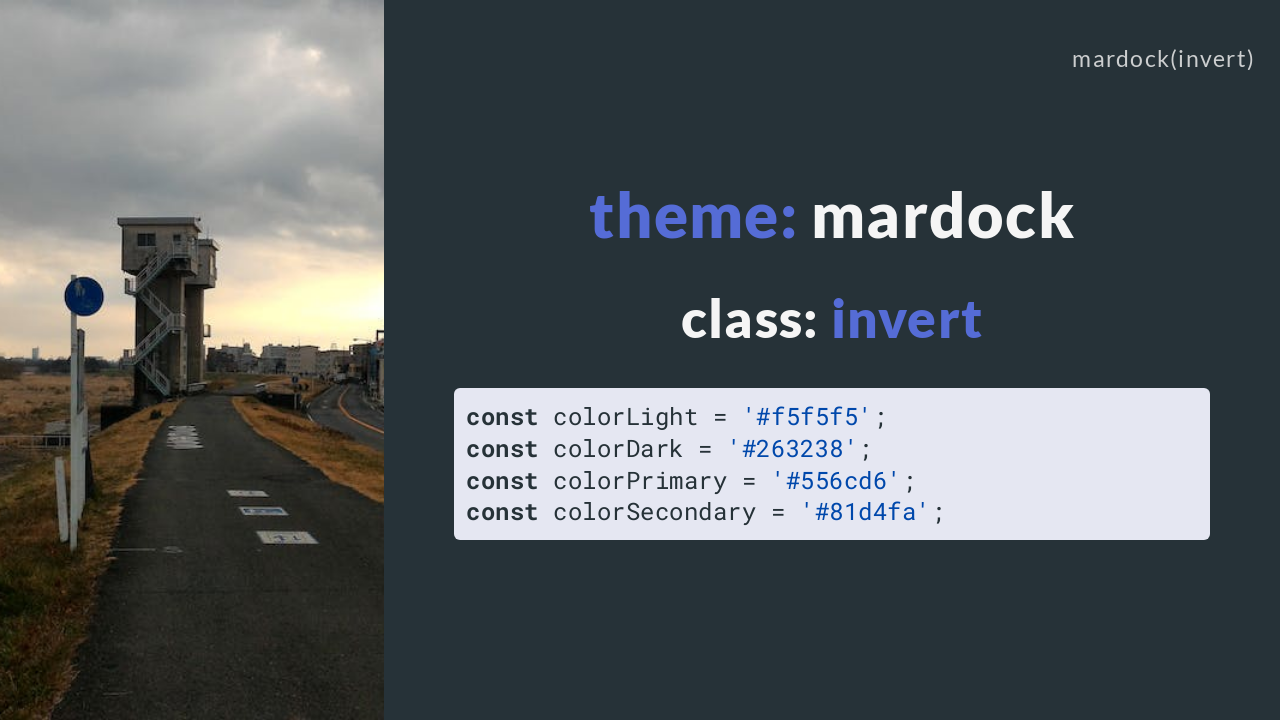 mardock(invert)
theme: mardock
class: invert
const colorLight = '#f5f5f5';
const colorDark = '#263238';
const colorPrimary = '#556cd6';
const colorSecondary = '#81d4fa';